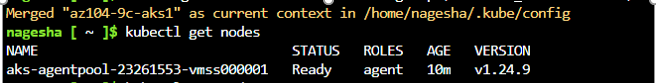 Merged "az104-9c-aks1" as current context in /home/nagesha/.kube/config
nagesha [ ~ ]$ kubectl get nodes
NAME STATUS ROLES AGE VERSION
aks-agentpool-23261553-vmss000001 Ready agent 10m v1.24.9